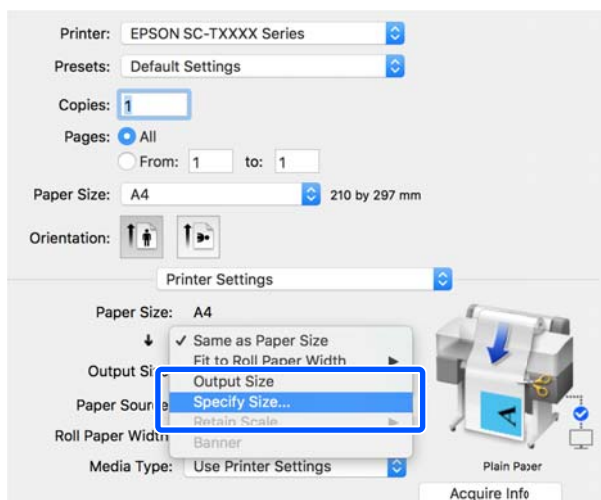 Printer: EPSON SC-TXXXX Series
Presets: Default Settings
Copies: 1
Pages: All
From: 1 to: 1
Paper Size: A4 210 by 297 mm
Orientation:
Printer Settings
Paper Size: A4
Same as Paper Size
Fit to Roll Paper Width
Output Size
Output Size
Specify Size...
Paper Source
Retain Scale
Roll Paper Width
Banner
Media Type: Use Printer Settings
A
Plain Paper
Acquire Info